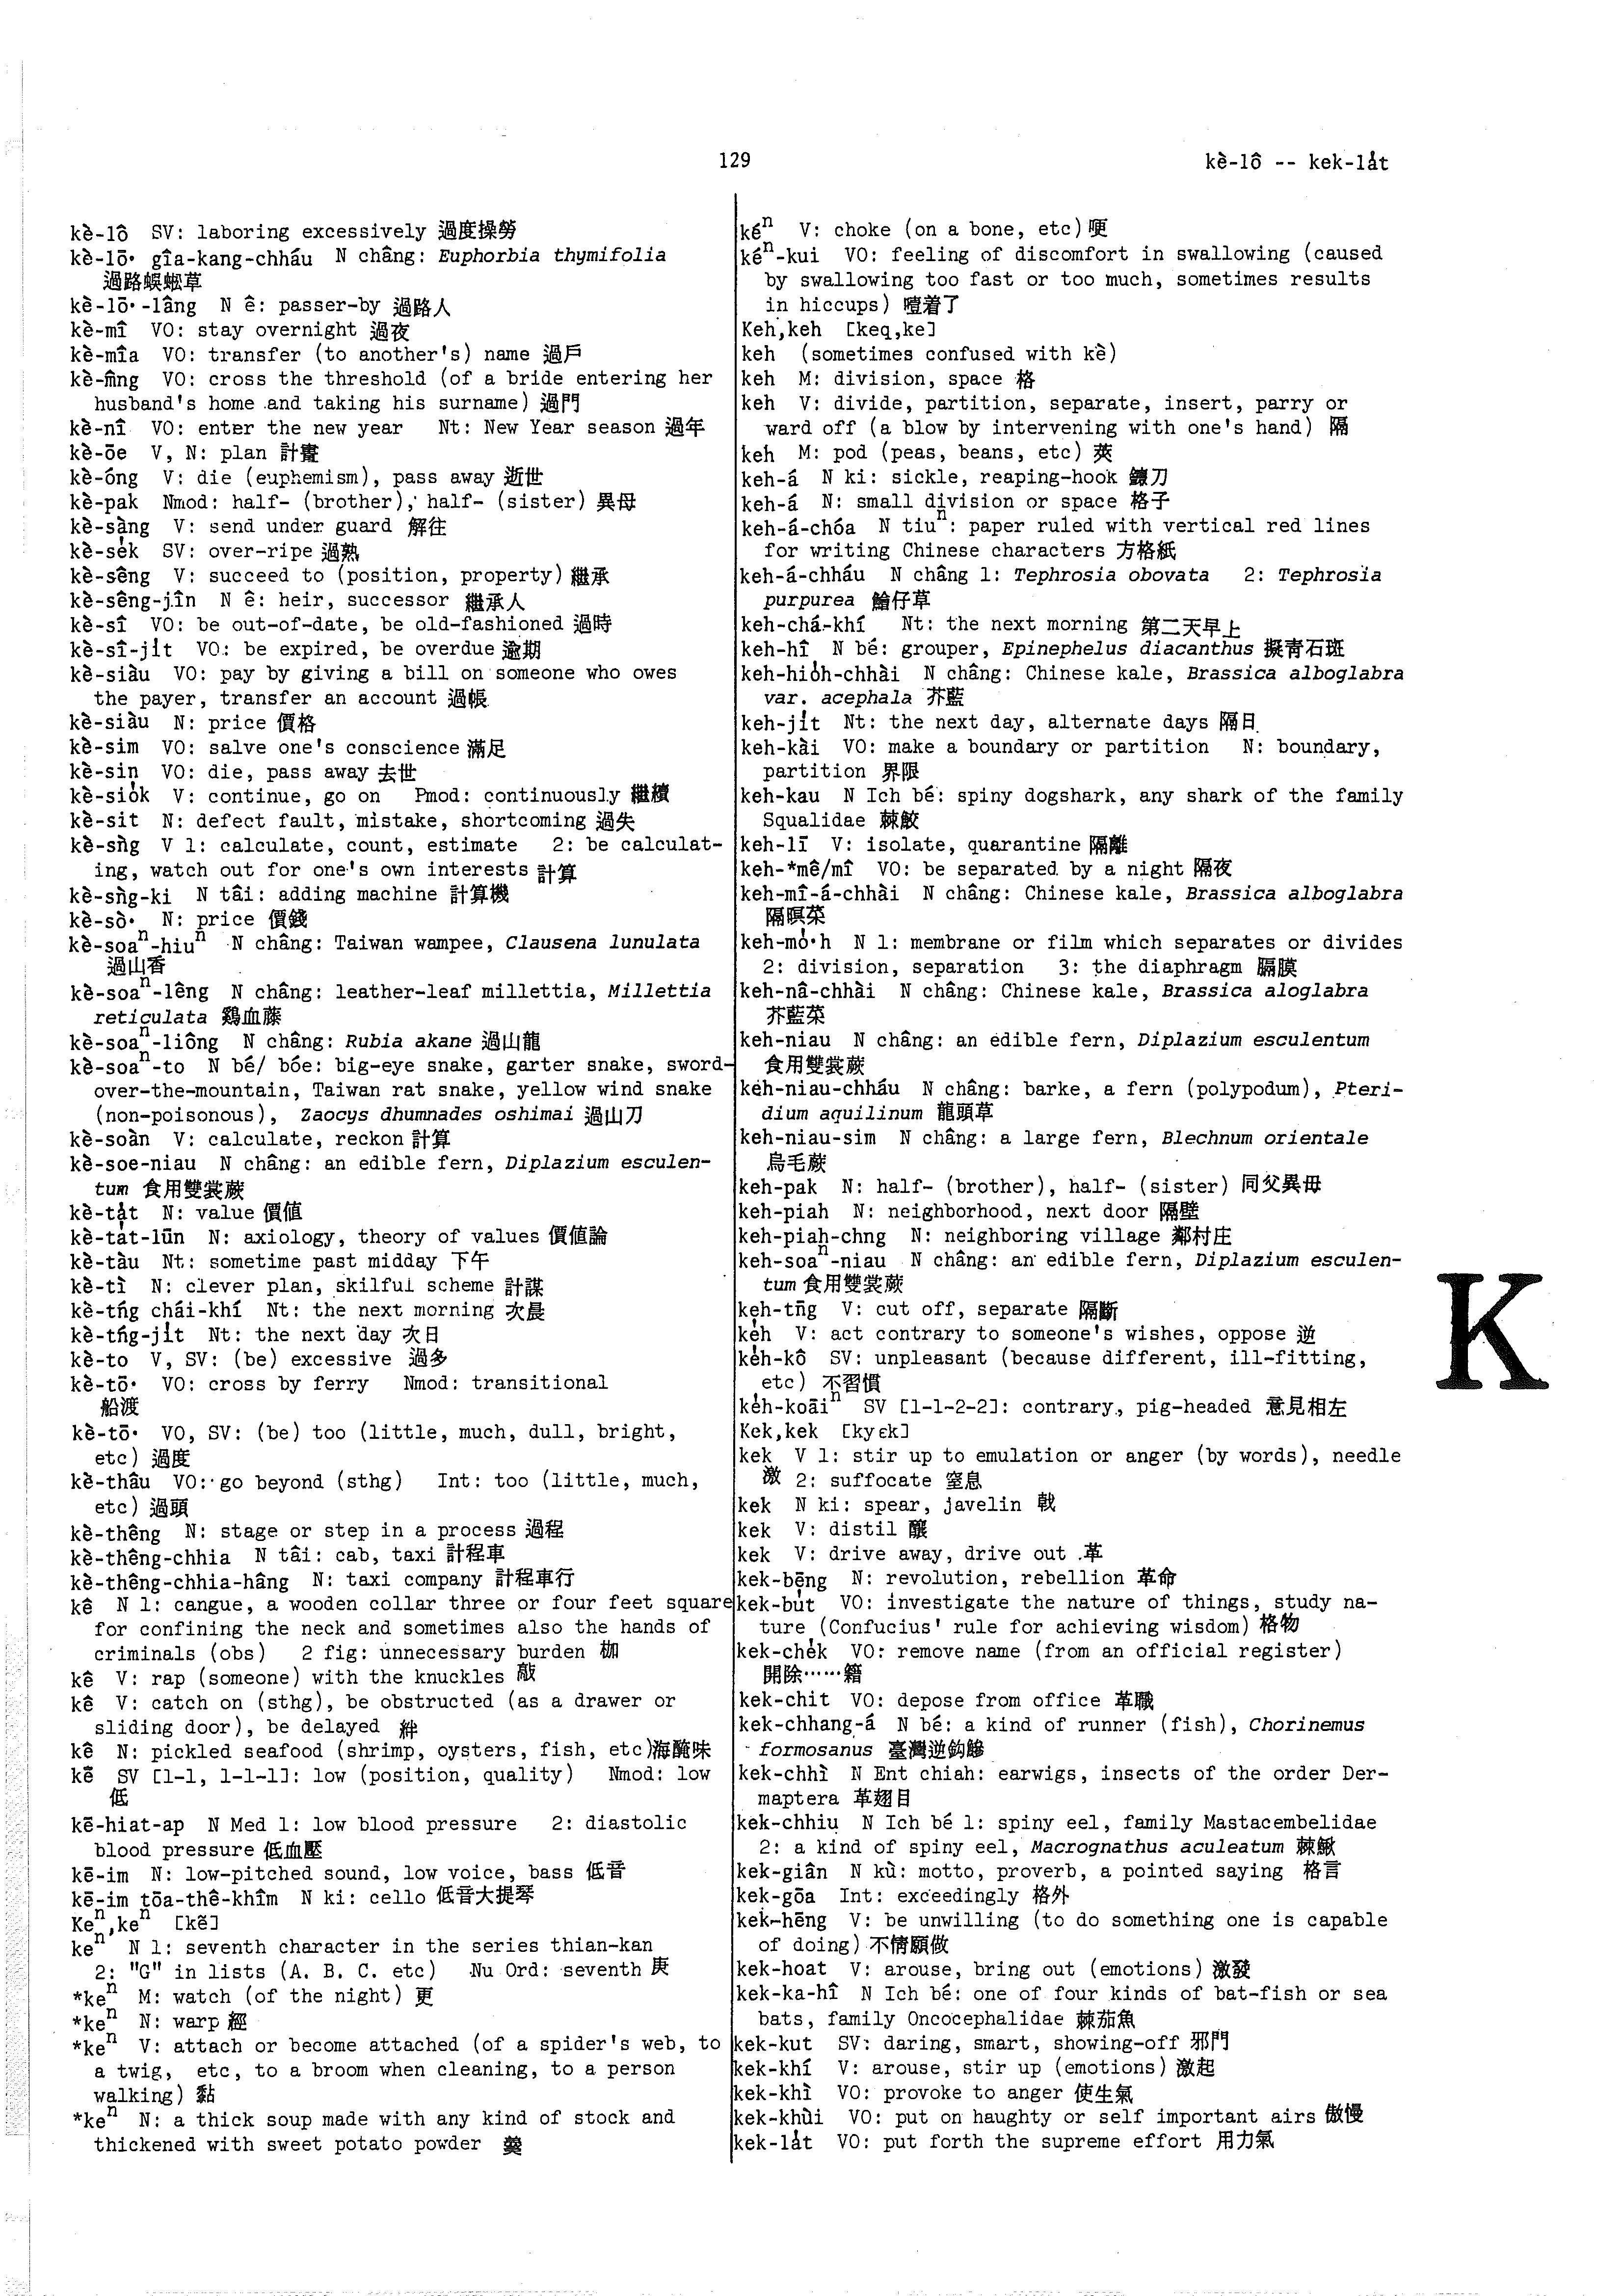 129
kè-lô -- kek-la̍t
kè-lô SV: laboring excessively 過度操勞
kè-lō· gîa-kang-chháu N châng: Euphorbia thymifolia
過路蜈蚣草
kè-lō·-lâng N ê: passer-by 過路人
kè-mî VO: stay overnight 過夜
kè-mîa VO: transfer (to another's) name 過戶
kè-mn̂g VO: cross the threshold (of a bride entering her
husband's home and taking his surname) 過門
kè-nî VO: enter the new year Nt: New Year season 過年
kè-ōe V, N: plan 計畫
kè-óng V: die (euphemism), pass away 逝世
kè-pak Nmod: half- (brother), half- (sister) 異母
kè-sàng V: send under guard 解往
kè-se̍k SV: over-ripe 過熟
kè-sêng V: succeed to (position, property) 繼承
kè-sêng-jîn N ê: heir, successor 繼承人
kè-sî VO: be out-of-date, be old-fashioned 過時
kè-sî-ji̍t VO: be expired, be overdue 逾期
kè-siàu VO: pay by giving a bill on someone who owes
the payer, transfer an account 過帳
kè-siàu N: price 價格
kè-sim VO: salve one's conscience 滿足
kè-sin VO: die, pass away 去世
kè-sio̍k V: continue, go on Pmod: continuously 繼續
kè-sit N: defect fault, mistake, shortcoming 過失
kè-sǹg V 1: calculate, count, estimate 2: be calculat-
ing, watch out for one's own interests 計算
kè-sǹg-ki N tâi: adding machine 計算機
kè-sò· N: price 價錢
kè-soaⁿ-hiuⁿ N châng: Taiwan wampee, Clausena lunulata
過山香
kè-soaⁿ-lêng N châng: leather-leaf millettia, Millettia
reticulata 鷄血藤
kè-soaⁿ-liông N châng: Rubia akane 過山龍
kè-soaⁿ-to N bé/ bóe: big-eye snake, garter snake, sword-
over-the-mountain, Taiwan rat snake, yellow wind snake
(non-poisonous), Zaocys dhumnades oshimai 過山刀
kè-soàn V: calculate, reckon 計算
kè-soe-niau N châng: an edible fern, Diplazium esculen-
tum 食用雙裳蕨
kè-ta̍t N: value 價值
kè-ta̍t-lūn N: axiology, theory of values 價值論
kè-tàu Nt: sometime past midday 下午
kè-tì N: clever plan, skilful scheme 計謀
kè-tńg chái-khí Nt: the next morning 次晨
kè-tńg-ji̍t Nt: the next day 次日
kè-to V, SV: (be) excessive 過多
kè-tō· VO: cross by ferry Nmod: transitional
船渡
kè-tō· VO, SV: (be) too (little, much, dull, bright,
etc) 過度
kè-thâu VO: go beyond (sthg) Int: too (little, much,
etc) 過頭
kè-thêng N: stage or step in a process 過程
kè-thêng-chhia N tâi: cab, taxi 計程車
kè-thêng-chhia-hâng N: taxi company 計程車行
kê N 1: cangue, a wooden collar three or four feet square
for confining the neck and sometimes also the hands of
criminals (obs) 2 fig: unnecessary burden 枷
kê V: rap (someone) with the knuckles 敲
kê V: catch on (sthg), be obstructed (as a drawer or
sliding door), be delayed 絆
kê N: pickled seafood (shrimp, oysters, fish, etc)海醃味
kē SV [1-1, 1-1-1]: low (position, quality) Nmod: low
低
kē-hiat-ap N Med 1: low blood pressure 2: diastolic
blood pressure 低血壓
kē-im N: low-pitched sound, low voice, bass 低音
kē-im tōa-thê-khîm N ki: cello 低音大提琴
Keⁿ,keⁿ [kẽ]
keⁿ N 1: seventh character in the series thian-kan
2: "G" in lists (A. B. C. etc) Nu Ord: seventh 庚
*keⁿ M: watch (of the night) 更
*keⁿ N: warp 經
*keⁿ V: attach or become attached (of a spider's web, to
a twig, etc, to a broom when cleaning, to a person
walking) 黏
*keⁿ N: a thick soup made with any kind of stock and
thickened with sweet potato powder 羹
kéⁿ V: choke (on a bone, etc) 哽
kéⁿ-kui VO: feeling of discomfort in swallowing (caused
by swallowing too fast or too much, sometimes results
in hiccups) 噎着了
Keh,keh [keq,ke]
keh (sometimes confused with kè)
keh M: division, space 格
keh V: divide, partition, separate, insert, parry or
ward off (a blow by intervening with one's hand) 隔
keh M: pod (peas, beans, etc) 莢
keh-á N ki: sickle, reaping-hook 鐮刀
keh-á N: small division or space 格子
keh-á-chóa N tiuⁿ: paper ruled with vertical red lines
for writing Chinese characters 方格紙
keh-á-chháu N châng 1: Tephrosia obovata 2: Tephrosia
purpurea 鱠仔草
keh-chá-khí Nt: the next morning 第二天早上
keh-hî N bé: grouper, Epinephelus diacanthus 擬青石斑
keh-hio̍h-chhài N châng: Chinese kale, Brassica alboglabra
var. acephala 芥藍
keh-ji̍t Nt: the next day, alternate days 隔日
keh-kài VO: make a boundary or partition N: boundary,
partition 界限
keh-kau N Ich bé: spiny dogshark, any shark of the family
Squalidae 棘鮫
keh-lī V: isolate, quarantine 隔離
keh-*mê/mî VO: be separated by a night 隔夜
keh-mî-á-chhài N châng: Chinese kale, Brassica alboglabra
隔暝菜
keh-mo̍·h N 1: membrane or film which separates or divides
2: division, separation 3: the diaphragm 膈膜
keh-nâ-chhài N châng: Chinese kale, Brassica aloglabra
芥藍菜
keh-niau N châng: an edible fern, Diplazium esculentum
食用雙裳蕨
keh-niau-chháu N châng: barke, a fern (polypodum), Pteri-
dium aquilinum 龍頭草
keh-niau-sim N châng: a large fern, Blechnum orientale
烏毛蕨
keh-pak N: half- (brother), half- (sister) 同父異母
keh-piah N: neighborhood, next door 隔壁
keh-piah-chng N: neighboring village 鄰村庄
keh-soaⁿ-niau N châng: an edible fern, Diplazium esculen-
tum 食用雙裳蕨
keh-tn̄g V: cut off, separate 隔斷
ke̍h V: act contrary to someone's wishes, oppose 逆
ke̍h-kô SV: unpleasant (because different, ill-fitting,
etc) 不習慣
ke̍h-koāiⁿ SV [1-1-2-2]: contrary, pig-headed 意見相左
Kek,kek [kyɛk]
kek V 1: stir up to emulation or anger (by words), needle
激 2: suffocate 窒息
kek N ki: spear, javelin 戟
kek V: distil 釀
kek V: drive away, drive out 革
kek-bēng N: revolution, rebellion 革命
kek-bu̍t VO: investigate the nature of things, study na-
ture (Confucius' rule for achieving wisdom) 格物
kek-che̍k VO: remove name (from an official register)
開除……籍
kek-chit VO: depose from office 革職
kek-chhang-á N bé: a kind of runner (fish), Chorinemus
formosanus 臺灣逆鈎鰺
kek-chhì N Ent chiah: earwigs, insects of the order Der-
maptera 革翅目
kek-chhiu N Ich bé 1: spiny eel, family Mastacembelidae
2: a kind of spiny eel, Macrognathus aculeatum 棘鰍
kek-giân N kù: motto, proverb, a pointed saying 格言
kek-gōa Int: exceedingly 格外
kek-hēng V: be unwilling (to do something one is capable
of doing) 不情願做
kek-hoat V: arouse, bring out (emotions) 激發
kek-ka-hî N Ich bé: one of four kinds of bat-fish or sea
bats, family Oncocephalidae 棘茄魚
kek-kut SV: daring, smart, showing-off 邪門
kek-khí V: arouse, stir up (emotions) 激起
kek-khì VO: provoke to anger 使生氣
kek-khùi VO: put on haughty or self important airs 傲慢
kek-la̍t VO: put forth the supreme effort 用力氣
K